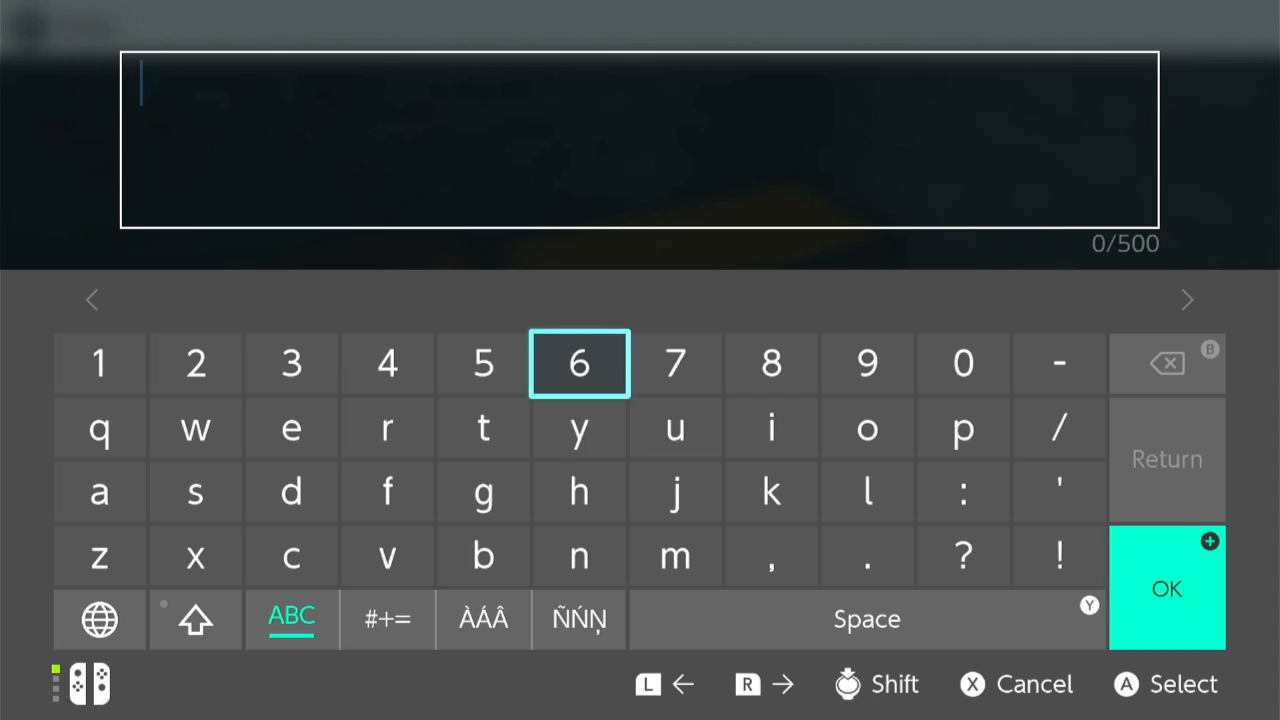 0/500
1 2 3 4 5 6 7 8 9 0 - B
q w e r t y u i o p /
Return
a s d f g h j k l : '
z x c v b n m , . ? ! +
OK
ABC #+= ÀÁÂ ÑŃŅ Space Y
L ← R → Shift X Cancel A Select